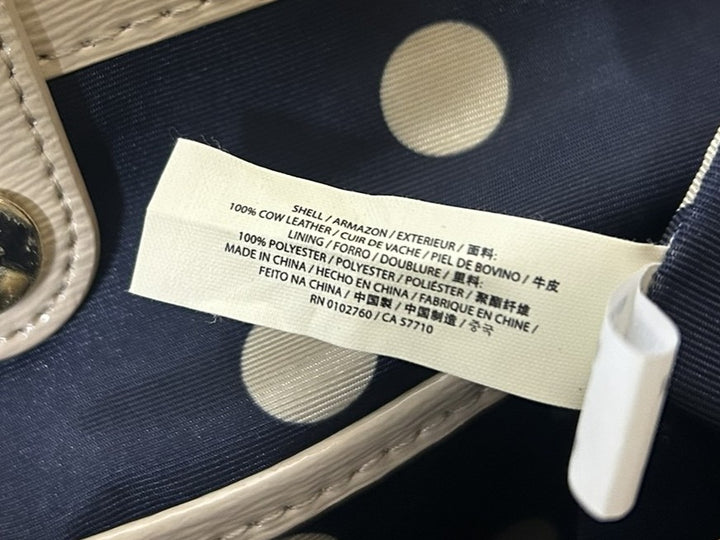 SHELL / ARMAZON / EXTERIEUR / 面料:
100% COW LEATHER / CUIR DE VACHE / PIEL DE BOVINO / 牛皮
LINING / FORRO / DOUBLURE / 里料:
100% POLYESTER / POLYESTER / POLIÉSTER / 聚酯纤维
MADE IN CHINA / HECHO EN CHINA / FABRIQUE EN CHINE /
FEITO NA CHINA / 中国製 / 中国制造 / 중국
RN 0102760 / CA 57710